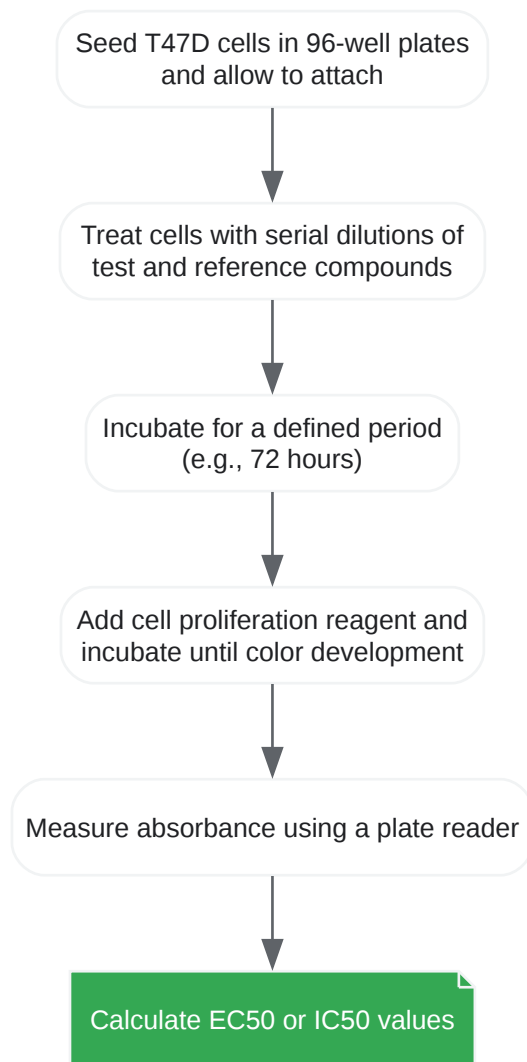 Seed T47D cells in 96-well plates
and allow to attach
Treat cells with serial dilutions of
test and reference compounds
Incubate for a defined period
(e.g., 72 hours)
Add cell proliferation reagent and
incubate until color development
Measure absorbance using a plate reader
Calculate EC50 or IC50 values